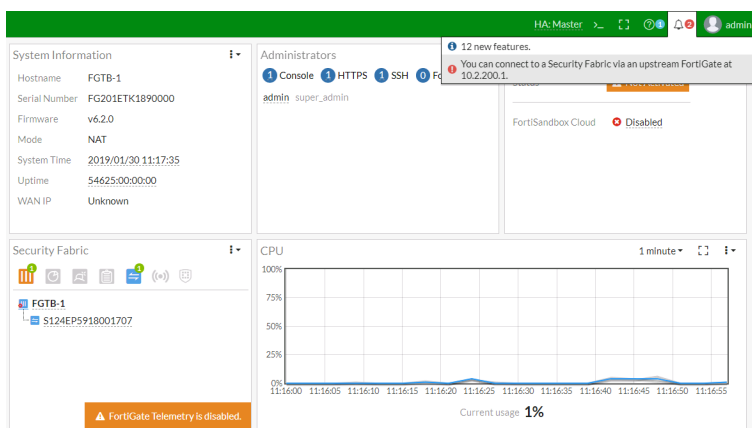 HA: Master >_ 1 2 admin
12 new features.
You can connect to a Security Fabric via an upstream FortiGate at
10.2.200.1.
System Information
Hostname FGTB-1
Serial Number FG201ETK1890000
Firmware v6.2.0
Mode NAT
System Time 2019/01/30 11:17:35
Uptime 54625:00:00:00
WAN IP Unknown
Administrators
1 Console 1 HTTPS 1 SSH 0 Fo
admin super_admin
FortiSandbox Cloud Disabled
Security Fabric
1 1
FGTB-1
S124EP5918001707
FortiGate Telemetry is disabled.
CPU 1 minute
100%
75%
50%
25%
0%
11:16:00 11:16:05 11:16:10 11:16:15 11:16:20 11:16:25 11:16:30 11:16:35 11:16:40 11:16:45 11:16:50 11:16:55
Current usage 1%